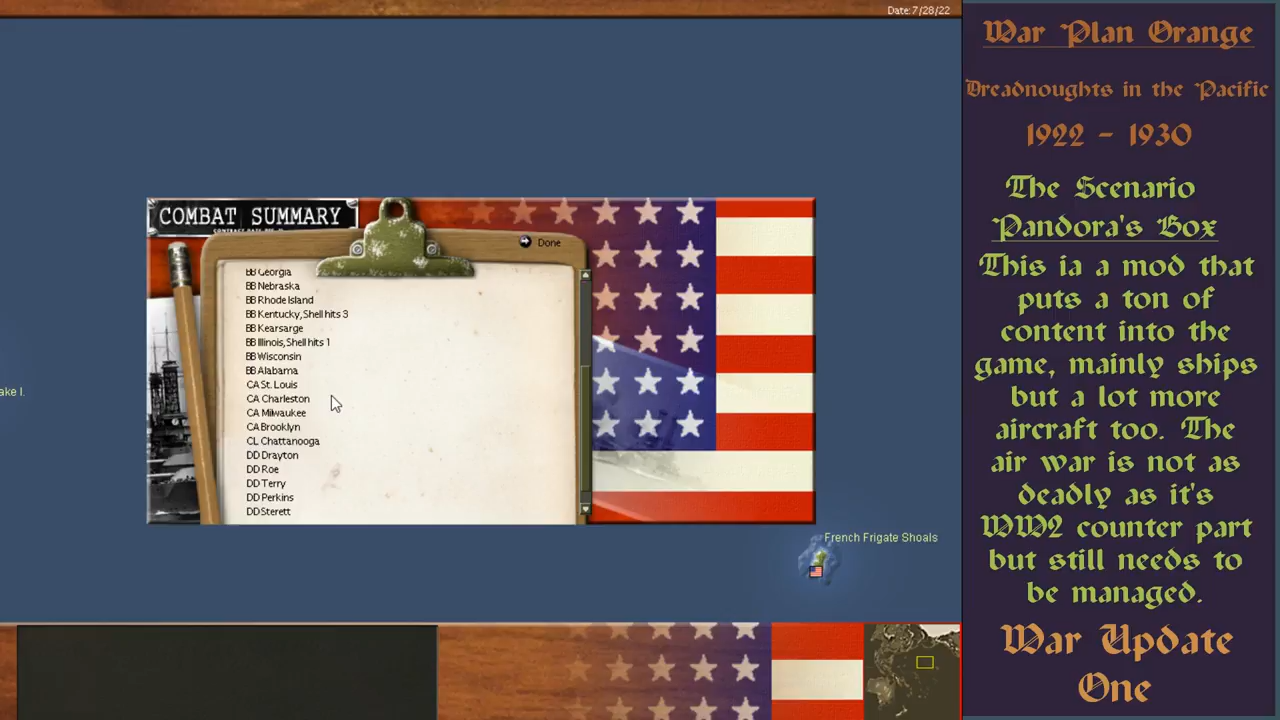 Date: 7/28/22
COMBAT SUMMARY
Done
BB Georgia
BB Nebraska
BB Rhode Island
BB Kentucky, Shell hits 3
BB Kearsarge
BB Illinois, Shell hits 1
BB Wisconsin
BB Alabama
CA St. Louis
CA Charleston
CA Milwaukee
CA Brooklyn
CL Chattanooga
DD Drayton
DD Roe
DD Terry
DD Perkins
DD Sterett
ake I.
French Frigate Shoals
War Plan Orange
Dreadnoughts in the Pacific
1922 - 1930
The Scenario
Pandora's Box
This ia a mod that
puts a ton of
content into the
game, mainly ships
but a lot more
aircraft too. The
air war is not as
deadly as it's
WW2 counter part
but still needs to
be managed.
War Update
One